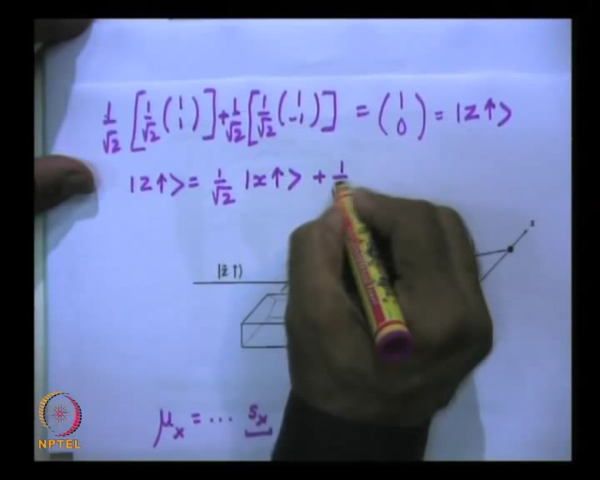 1/√2 [1/√2 (1 1)] + 1/√2 [1/√2 (1 -1)] = (1 0) = |z↑>
|z↑> = 1/√2 |x↑> + 1/
x
|z↑)
μx = ... Sx
NPTEL